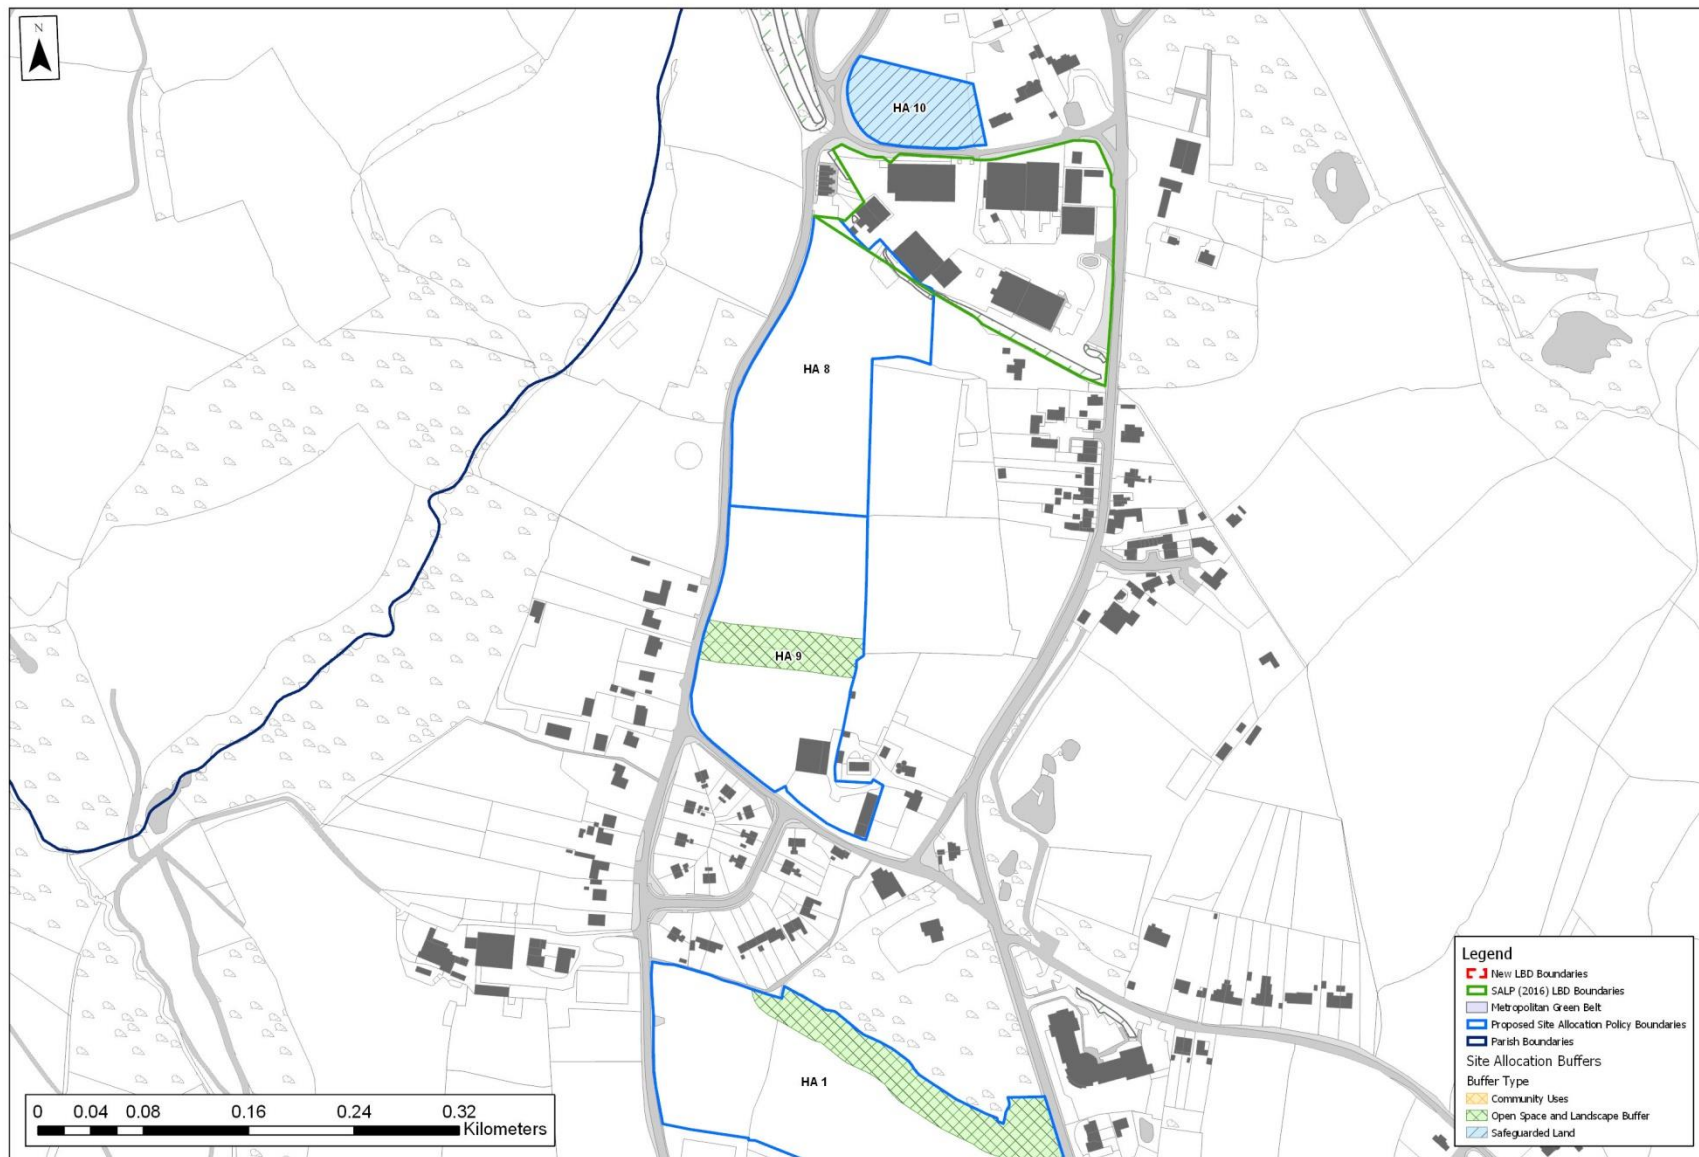 N
HA 10
HA 8
HA 9
HA 1
0 0.04 0.08 0.16 0.24 0.32
Kilometers
Legend
New LBD Boundaries
SALP (2016) LBD Boundaries
Metropolitan Green Belt
Proposed Site Allocation Policy Boundaries
Parish Boundaries
Site Allocation Buffers
Buffer Type
Community Uses
Open Space and Landscape Buffer
Safeguarded Land